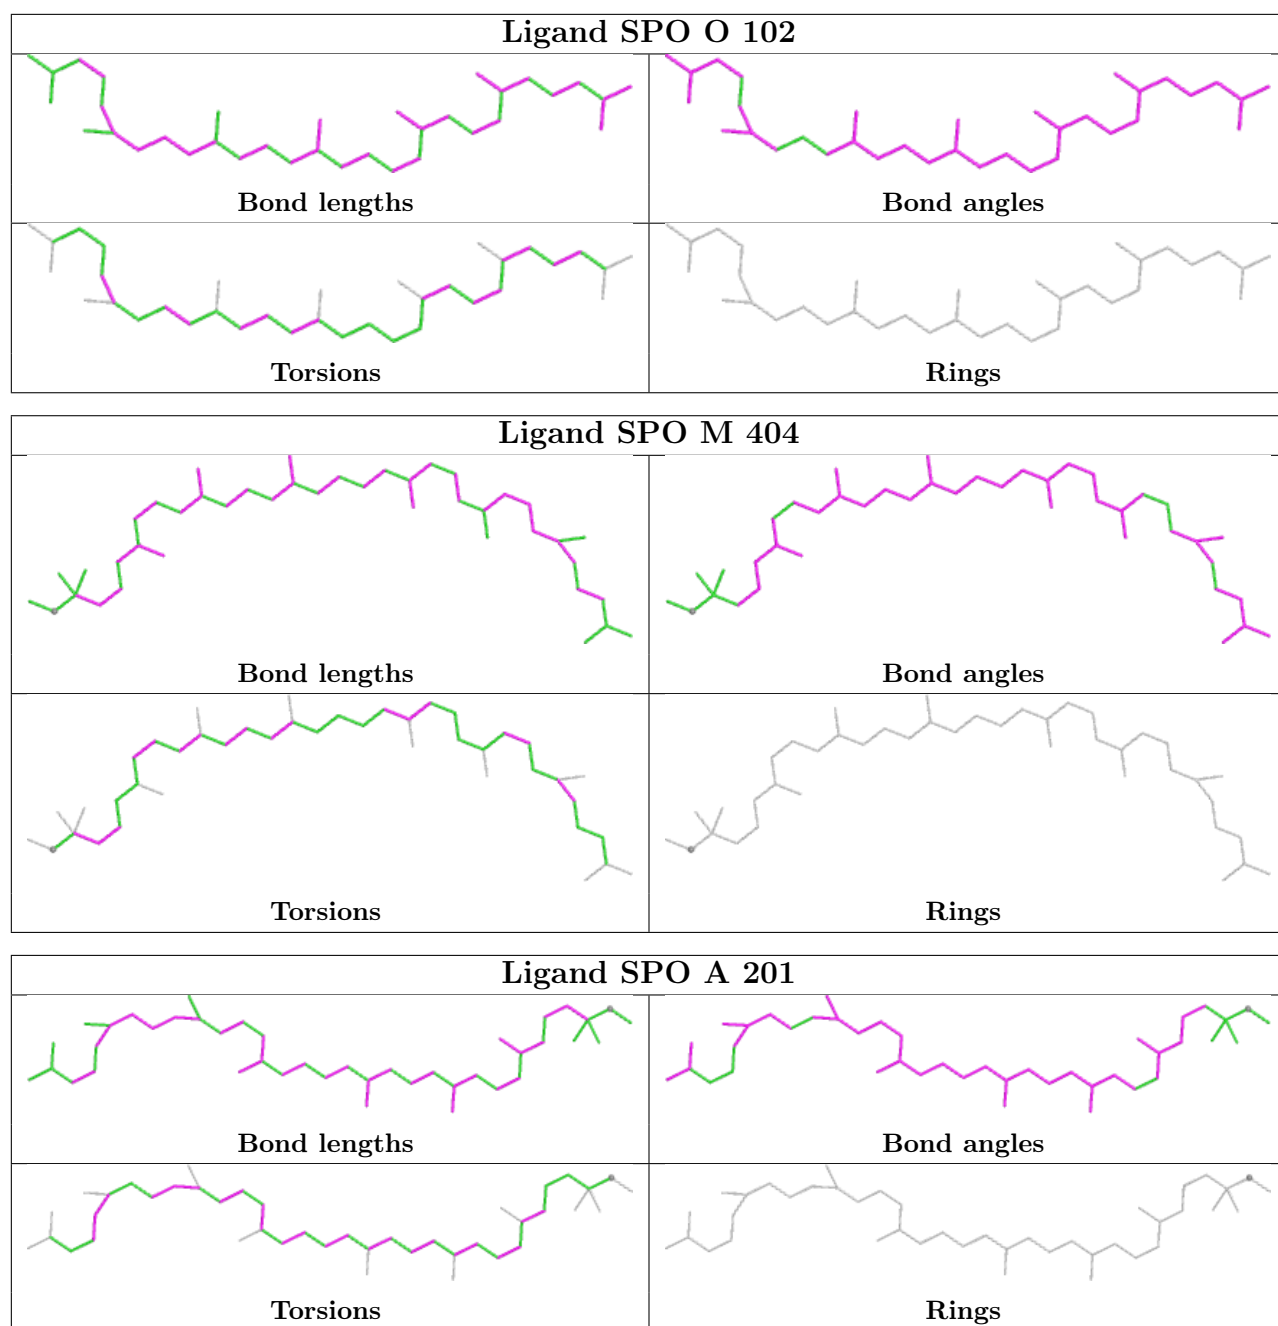 Ligand SPO O 102
Bond lengths
Bond angles
Torsions
Rings
Ligand SPO M 404
Bond lengths
Bond angles
Torsions
Rings
Ligand SPO A 201
Bond lengths
Bond angles
Torsions
Rings